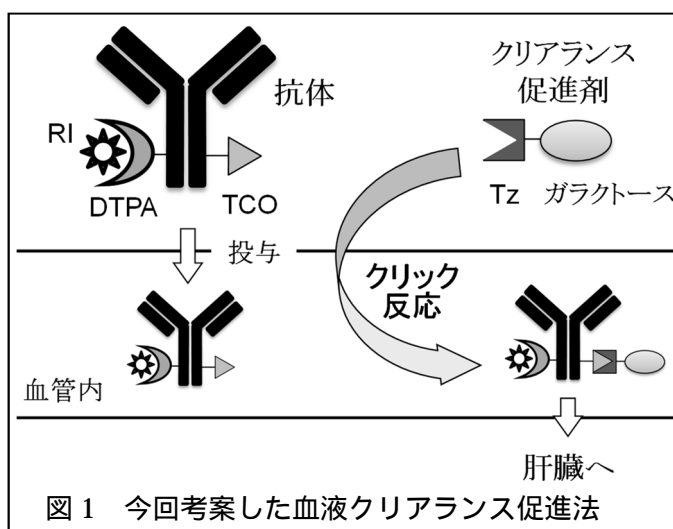 クリアランス
促進剤
抗体
RI
DTPA
TCO
Tz ガラクトース
投与
クリック
反応
血管内
肝臓へ
図 1 今回考案した血液クリアランス促進法